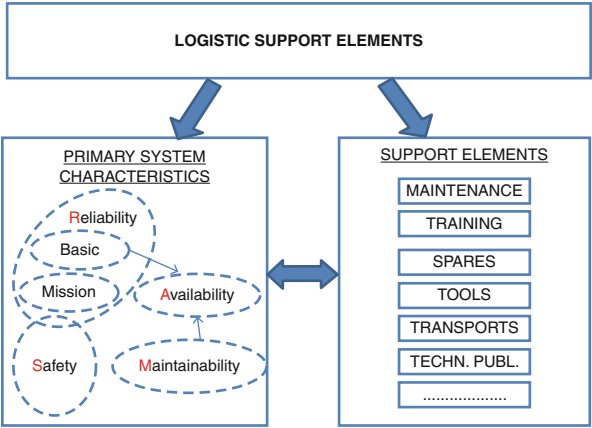 LOGISTIC SUPPORT ELEMENTS
PRIMARY SYSTEM
CHARACTERISTICS
Reliability
Basic
Mission
Availability
Safety
Maintainability
SUPPORT ELEMENTS
MAINTENANCE
TRAINING
SPARES
TOOLS
TRANSPORTS
TECHN. PUBL.
....................